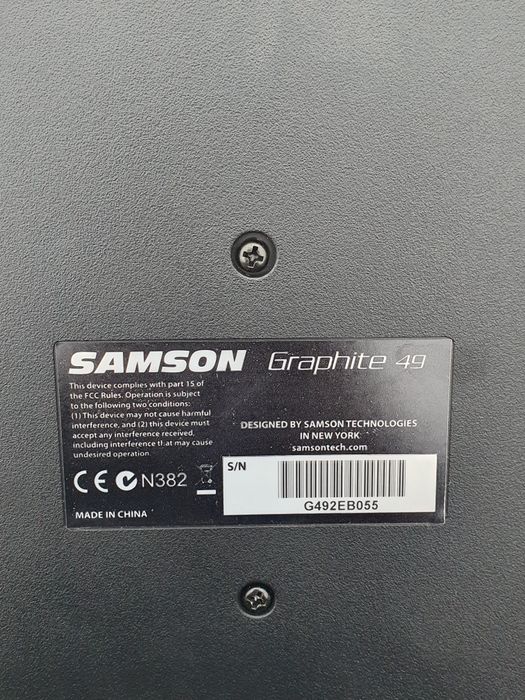 SAMSON Graphite 49
This device complies with part 15 of
the FCC Rules. Operation is subject
to the following two conditions:
(1) This device may not cause harmful
interference, and (2) this device must
accept any interference received,
including interference that may cause
undesired operation.
DESIGNED BY SAMSON TECHNOLOGIES
IN NEW YORK
samsontech.com
CE N382
S/N
G492EB055
MADE IN CHINA